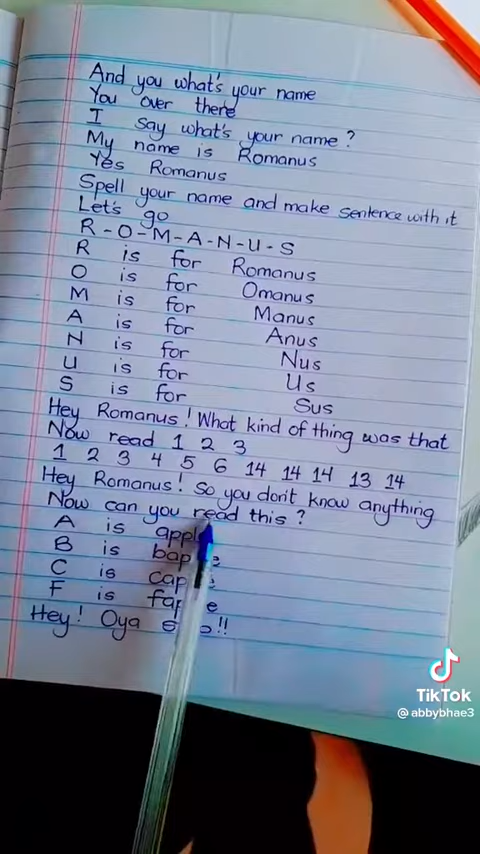 And you what's your name
You over there
I say what's your name?
My name is Romanus
Yes Romanus
Spell your name and make sentence with it
Let's go
R-O-M-A-N-U-S
R is for Romanus
O is for Omanus
M is for Manus
A is for Anus
N is for Nus
U is for Us
S is for Sus
Hey Romanus! What kind of thing was that
Now read 1 2 3
1 2 3 4 5 6 14 14 14 13 14
Hey Romanus! So you don't know anything
Now can you read this?
A is
B is
C is
F is
Hey! Oya !!
TikTok
@abbybhae3